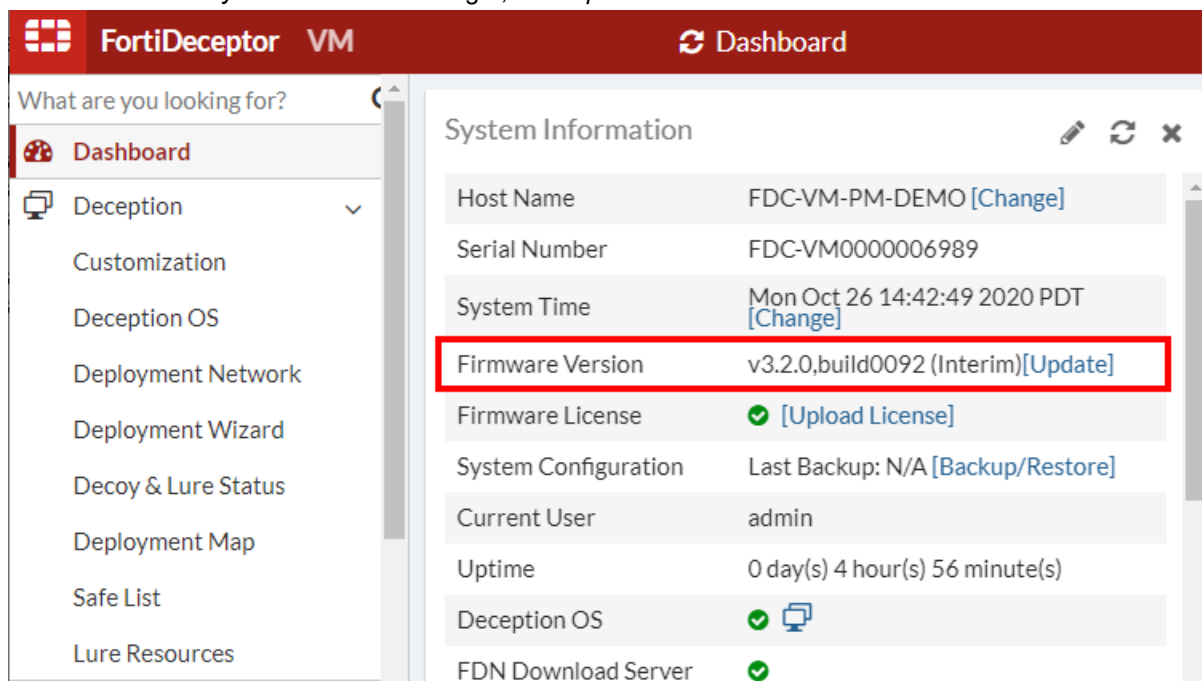 FortiDeceptor VM
Dashboard
What are you looking for?
Dashboard
Deception
Customization
Deception OS
Deployment Network
Deployment Wizard
Decoy & Lure Status
Deployment Map
Safe List
Lure Resources
System Information
Host Name FDC-VM-PM-DEMO [Change]
Serial Number FDC-VM0000006989
System Time Mon Oct 26 14:42:49 2020 PDT
[Change]
Firmware Version v3.2.0,build0092 (Interim)[Update]
Firmware License [Upload License]
System Configuration Last Backup: N/A [Backup/Restore]
Current User admin
Uptime 0 day(s) 4 hour(s) 56 minute(s)
Deception OS
FDN Download Server